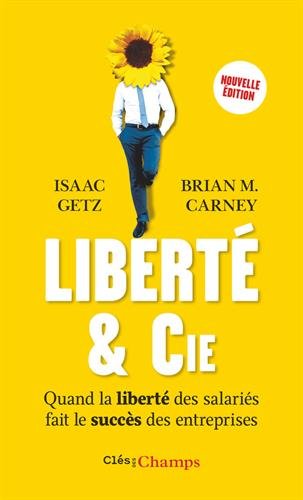 NOUVELLE
ÉDITION
ISAAC
GETZ
BRIAN M.
CARNEY
LIBERTÉ
& CIE
Quand la liberté des salariés
fait le succès des entreprises
Clés des Champs